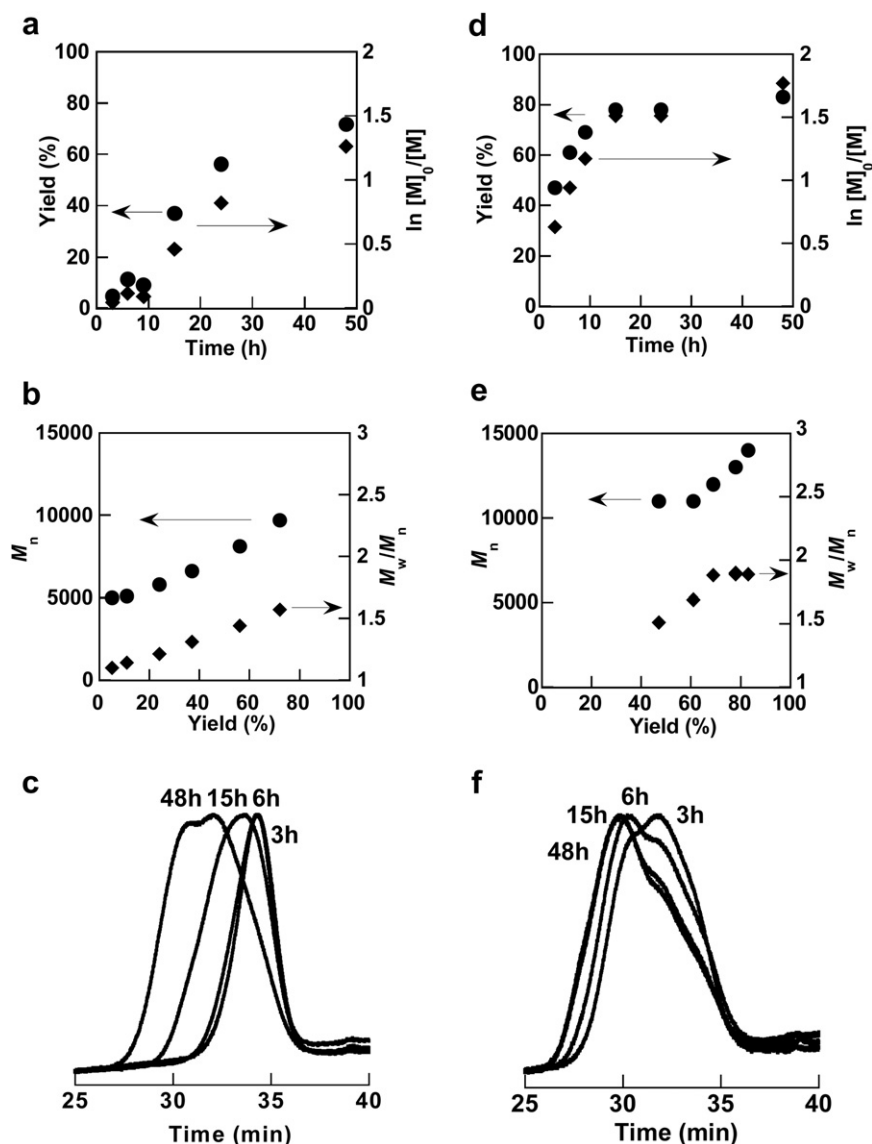 a
100
80
60
40
20
0
Yield (%)
2
1.5
1
0.5
0
ln [M]0/[M]
0 10 20 30 40 50
Time (h)
d
100
80
60
40
20
0
Yield (%)
2
1.5
1
0.5
0
ln [M]0/[M]
0 10 20 30 40 50
Time (h)
b
15000
10000
5000
0
Mn
3
2.5
2
1.5
1
Mw/Mn
0 20 40 60 80 100
Yield (%)
e
15000
10000
5000
0
Mn
3
2.5
2
1.5
1
Mw/Mn
0 20 40 60 80 100
Yield (%)
c
48h 15h 6h
3h
25 30 35 40
Time (min)
f
6h
15h 3h
48h
25 30 35 40
Time (min)